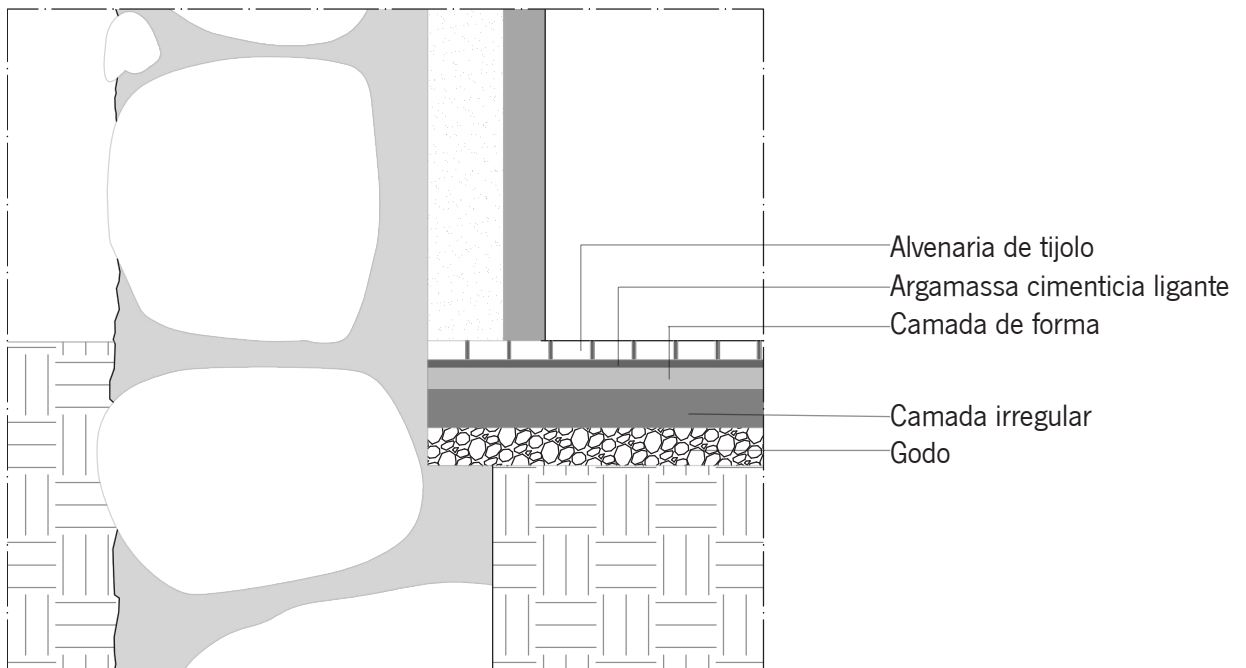 Alvenaria de tijolo
Argamassa cimenticia ligante
Camada de forma
Camada irregular
Godo